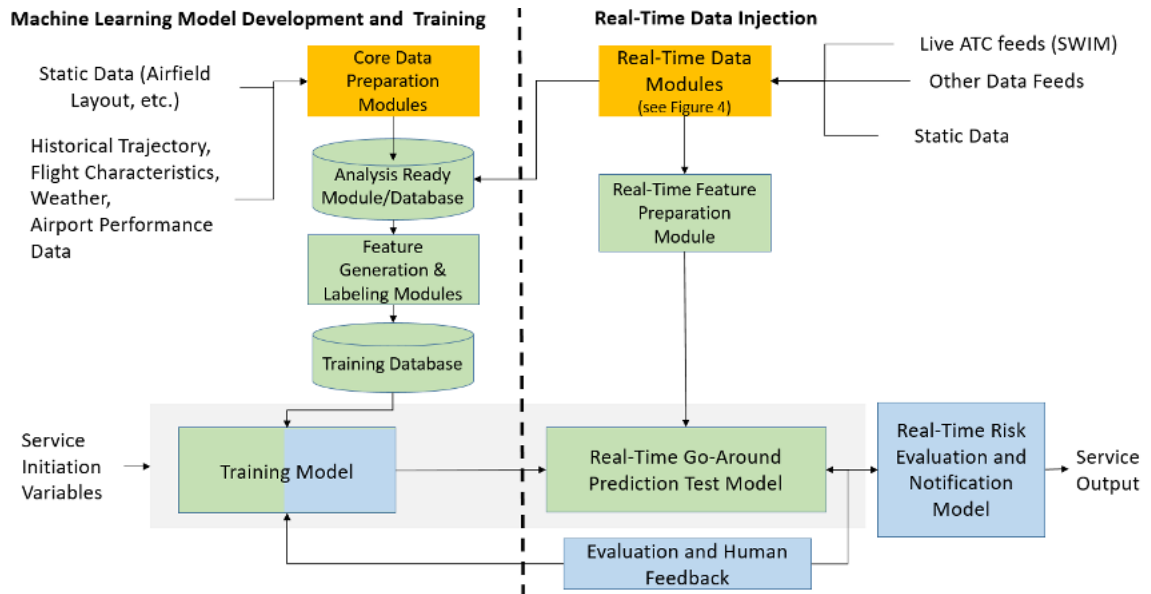 Machine Learning Model Development and Training
Real-Time Data Injection
Static Data (Airfield
Layout, etc.)
Historical Trajectory,
Flight Characteristics,
Weather,
Airport Performance
Data
Core Data
Preparation
Modules
Analysis Ready
Module/Database
Feature
Generation &
Labeling Modules
Training Database
Real-Time Data
Modules
(see Figure 4)
Live ATC feeds (SWIM)
Other Data Feeds
Static Data
Real-Time Feature
Preparation
Module
Service
Initiation
Variables
Training Model
Real-Time Go-Around
Prediction Test Model
Real-Time Risk
Evaluation and
Notification
Model
Service
Output
Evaluation and Human
Feedback